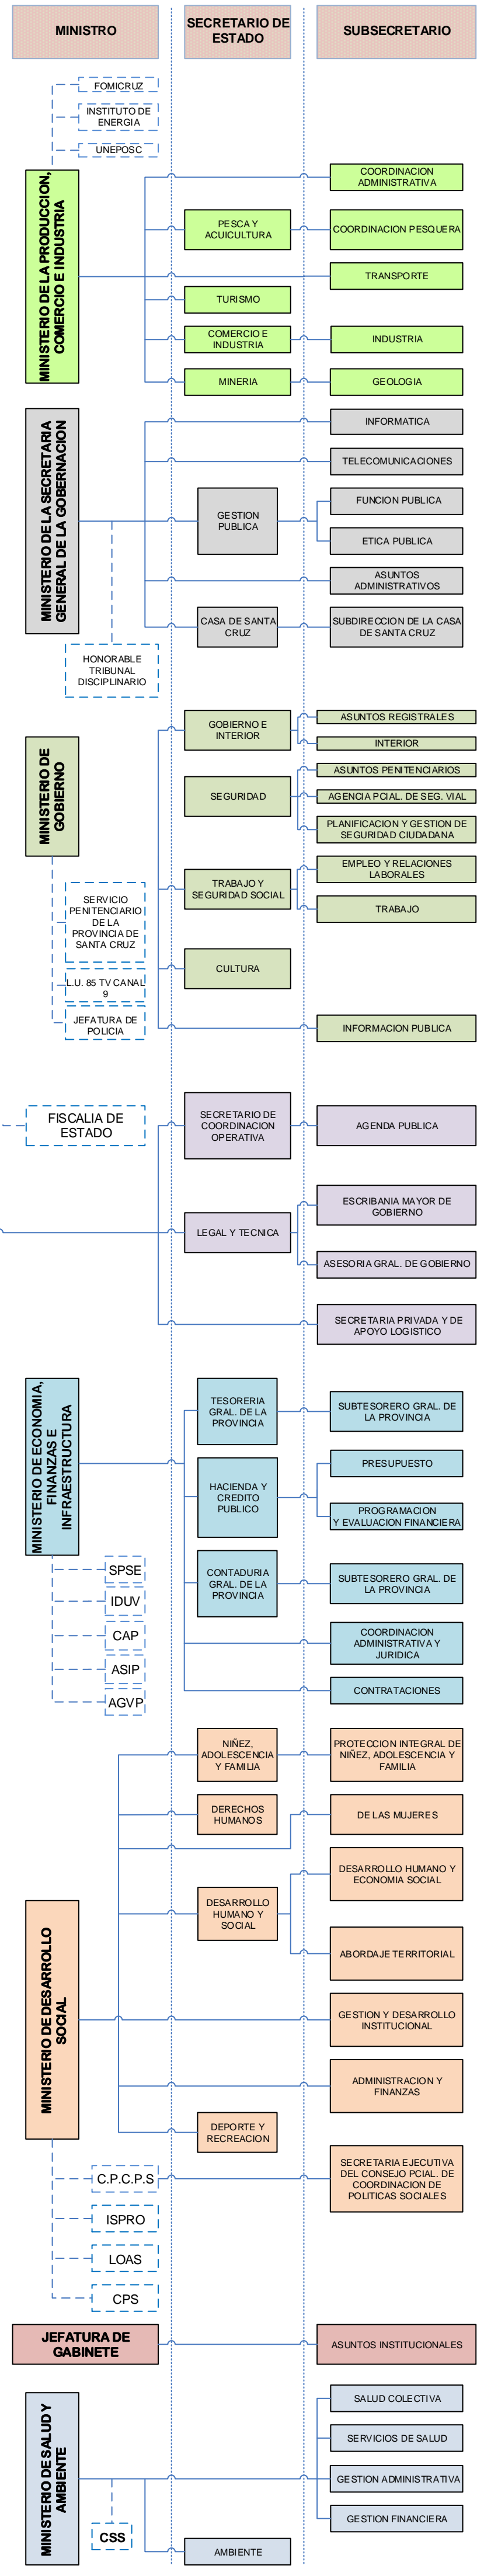 MINISTRO
SECRETARIO DE
ESTADO
SUBSECRETARIO
FOMICRUZ
INSTITUTO DE
ENERGIA
UNEPOSC
MINISTERIO DE LA PRODUCCION,
COMERCIO E INDUSTRIA
COORDINACION
ADMINISTRATIVA
PESCA Y
ACUICULTURA
COORDINACION PESQUERA
TRANSPORTE
TURISMO
COMERCIO E
INDUSTRIA
INDUSTRIA
MINERIA
GEOLOGIA
MINISTERIO DE LA SECRETARIA
GENERAL DE LA GOBERNACION
INFORMATICA
TELECOMUNICACIONES
GESTION
PUBLICA
FUNCION PUBLICA
ETICA PUBLICA
ASUNTOS
ADMINISTRATIVOS
CASA DE SANTA
CRUZ
SUBDIRECCION DE LA CASA
DE SANTA CRUZ
HONORABLE
TRIBUNAL
DISCIPLINARIO
MINISTERIO DE
GOBIERNO
GOBIERNO E
INTERIOR
ASUNTOS REGISTRALES
INTERIOR
SEGURIDAD
ASUNTOS PENITENCIARIOS
AGENCIA PCIAL. DE SEG. VIAL
PLANIFICACION Y GESTION DE
SEGURIDAD CIUDADANA
TRABAJO Y
SEGURIDAD SOCIAL
EMPLEO Y RELACIONES
LABORALES
TRABAJO
SERVICIO
PENITENCIARIO
DE LA
PROVINCIA DE
SANTA CRUZ
CULTURA
L.U. 85 TV CANAL
9
JEFATURA DE
POLICIA
INFORMACION PUBLICA
FISCALIA DE
ESTADO
SECRETARIO DE
COORDINACION
OPERATIVA
AGENDA PUBLICA
LEGAL Y TECNICA
ESCRIBANIA MAYOR DE
GOBIERNO
ASESORIA GRAL. DE GOBIERNO
SECRETARIA PRIVADA Y DE
APOYO LOGISTICO
MINISTERIO DE ECONOMIA,
FINANZAS E
INFRAESTRUCTURA
TESORERIA
GRAL. DE LA
PROVINCIA
SUBTESORERO GRAL. DE
LA PROVINCIA
HACIENDA Y
CREDITO
PUBLICO
PRESUPUESTO
PROGRAMACION
Y EVALUACION FINANCIERA
CONTADURIA
GRAL. DE LA
PROVINCIA
SUBTESORERO GRAL. DE
LA PROVINCIA
SPSE
IDUV
CAP
ASIP
AGVP
COORDINACION
ADMINISTRATIVA Y
JURIDICA
CONTRATACIONES
NIÑEZ,
ADOLESCENCIA
Y FAMILIA
PROTECCION INTEGRAL DE
NIÑEZ, ADOLESCENCIA Y
FAMILIA
DERECHOS
HUMANOS
DE LAS MUJERES
MINISTERIO DE DESARROLLO
SOCIAL
DESARROLLO
HUMANO Y
SOCIAL
DESARROLLO HUMANO Y
ECONOMIA SOCIAL
ABORDAJE TERRITORIAL
GESTION Y DESARROLLO
INSTITUCIONAL
ADMINISTRACION Y
FINANZAS
DEPORTE Y
RECREACION
C.P.C.P.S
SECRETARIA EJECUTIVA
DEL CONSEJO PCIAL. DE
COORDINACION DE
POLITICAS SOCIALES
ISPRO
LOAS
CPS
JEFATURA DE
GABINETE
ASUNTOS INSTITUCIONALES
MINISTERIO DE SALUD Y
AMBIENTE
SALUD COLECTIVA
SERVICIOS DE SALUD
GESTION ADMINISTRATIVA
GESTION FINANCIERA
CSS
AMBIENTE